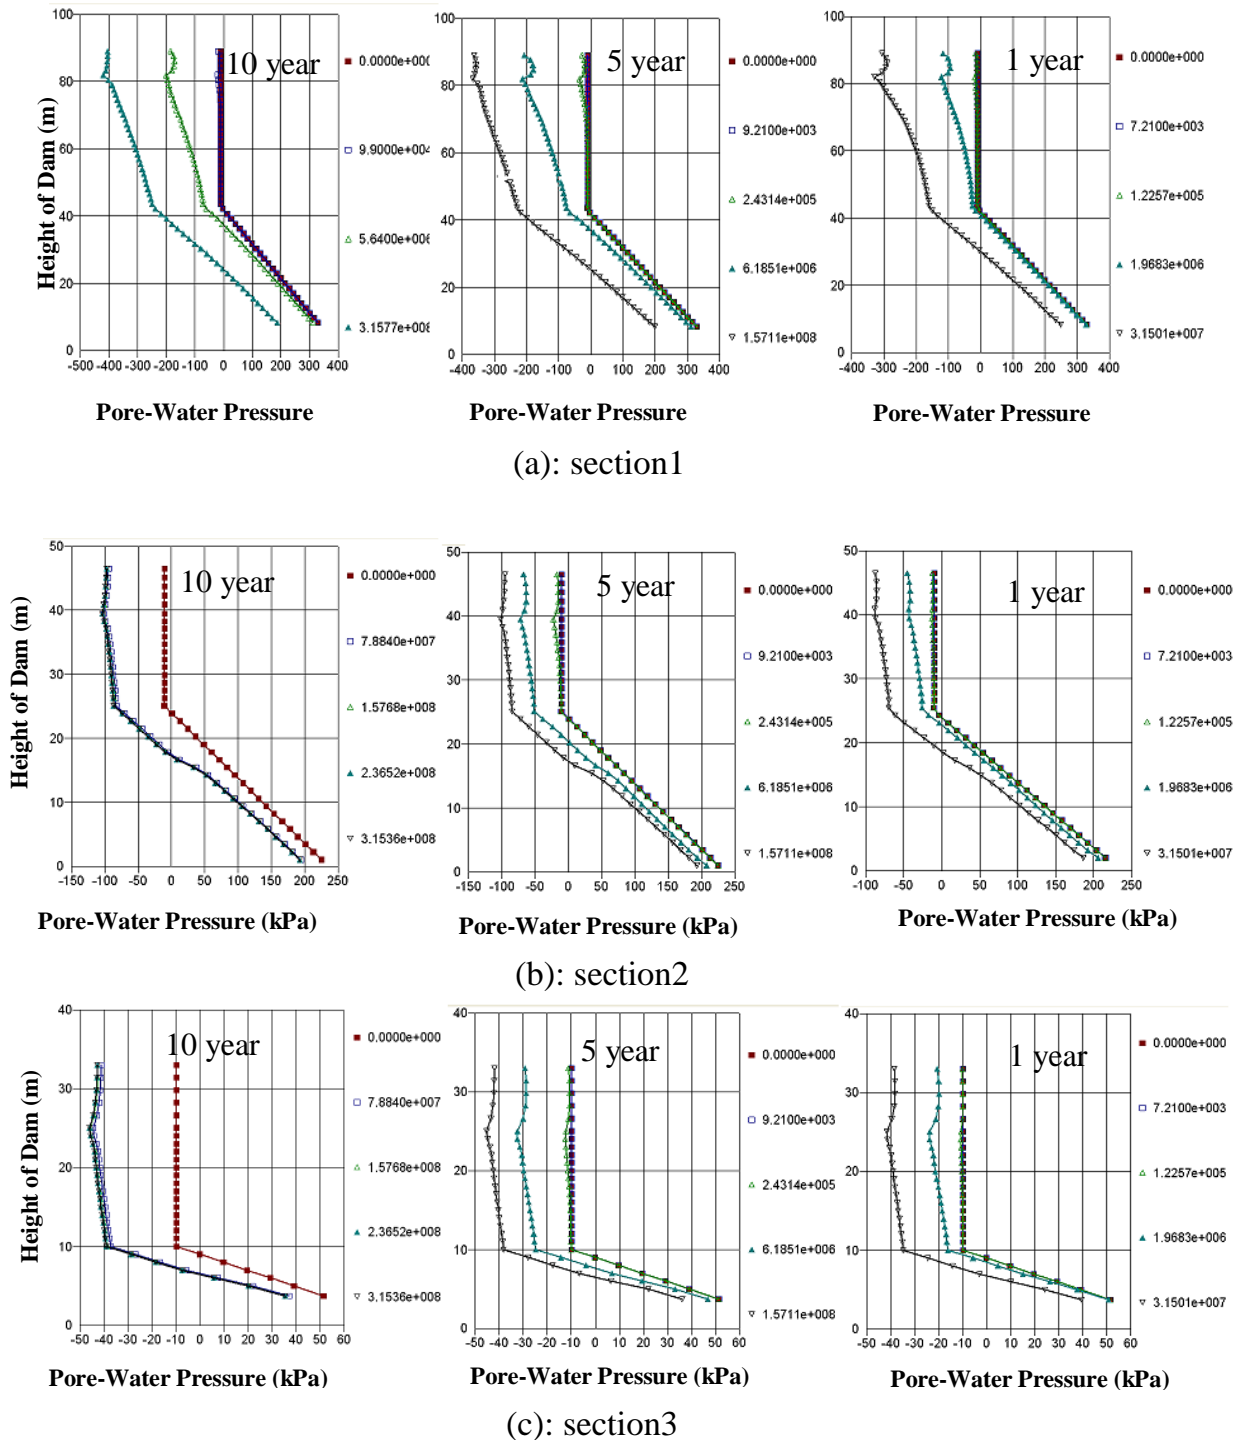 Height of Dam (m)
100
80
60
40
20
0
-500 -400 -300 -200 -100 0 100 200 300 400
10 year
0.0000e+000
9.9000e+004
5.6400e+006
3.1577e+008
Pore-Water Pressure
100
80
60
40
20
0
-400 -300 -200 -100 0 100 200 300 400
5 year
0.0000e+000
9.2100e+003
2.4314e+005
6.1851e+006
1.5711e+008
Pore-Water Pressure
100
80
60
40
20
0
-400 -300 -200 -100 0 100 200 300 400
1 year
0.0000e+000
7.2100e+003
1.2257e+005
1.9683e+006
3.1501e+007
Pore-Water Pressure
(a): section1
Height of Dam (m)
50
40
30
20
10
0
-150 -100 -50 0 50 100 150 200 250
10 year
0.0000e+000
7.8840e+007
1.5768e+008
2.3652e+008
3.1536e+008
Pore-Water Pressure (kPa)
50
40
30
20
10
0
-150 -100 -50 0 50 100 150 200 250
5 year
0.0000e+000
9.2100e+003
2.4314e+005
6.1851e+006
1.5711e+008
Pore-Water Pressure (kPa)
50
40
30
20
10
0
-100 -50 0 50 100 150 200 250
1 year
0.0000e+000
7.2100e+003
1.2257e+005
1.9683e+006
3.1501e+007
Pore-Water Pressure (kPa)
(b): section2
Height of Dam (m)
40
30
20
10
0
-50 -40 -30 -20 -10 0 10 20 30 40 50 60
10 year
0.0000e+000
7.8840e+007
1.5768e+008
2.3652e+008
3.1536e+008
Pore-Water Pressure (kPa)
40
30
20
10
0
-50 -40 -30 -20 -10 0 10 20 30 40 50 60
5 year
0.0000e+000
9.2100e+003
2.4314e+005
6.1851e+006
1.5711e+008
Pore-Water Pressure (kPa)
40
30
20
10
0
-50 -40 -30 -20 -10 0 10 20 30 40 50 60
1 year
0.0000e+000
7.2100e+003
1.2257e+005
1.9683e+006
3.1501e+007
Pore-Water Pressure (kPa)
(c): section3